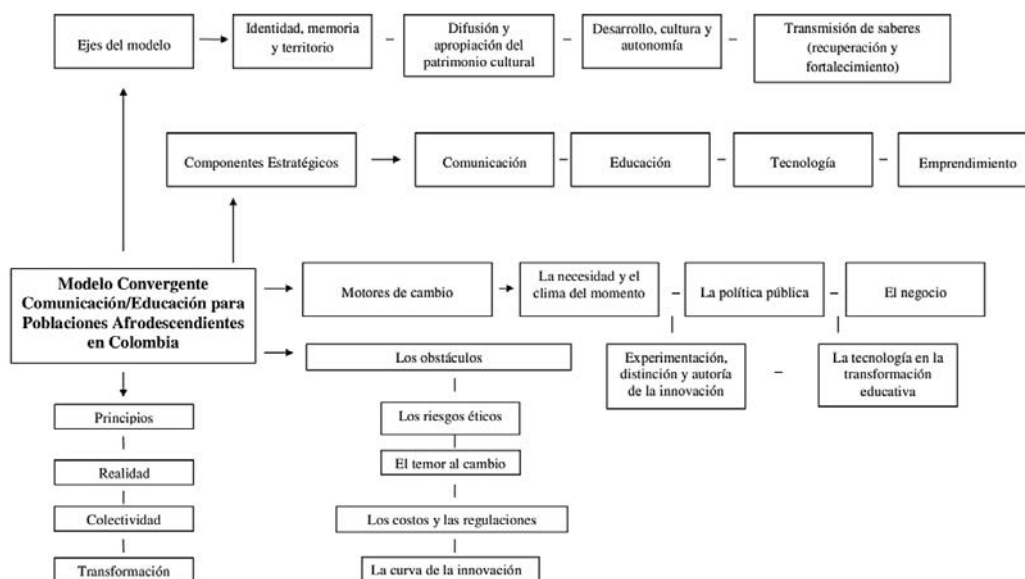 Ejes del modelo
Identidad, memoria
y territorio
Difusión y
apropiación del
patrimonio cultural
Desarrollo, cultura y
autonomía
Transmisión de saberes
(recuperación y
fortalecimiento)
Componentes Estratégicos
Comunicación
Educación
Tecnología
Emprendimiento
Modelo Convergente
Comunicación/Educación para
Poblaciones Afrodescendientes
en Colombia
Motores de cambio
La necesidad y el
clima del momento
La política pública
El negocio
Experimentación,
distinción y autoría
de la innovación
La tecnología en la
transformación
educativa
Los obstáculos
Los riesgos éticos
El temor al cambio
Los costos y las regulaciones
La curva de la innovación
Principios
Realidad
Colectividad
Transformación